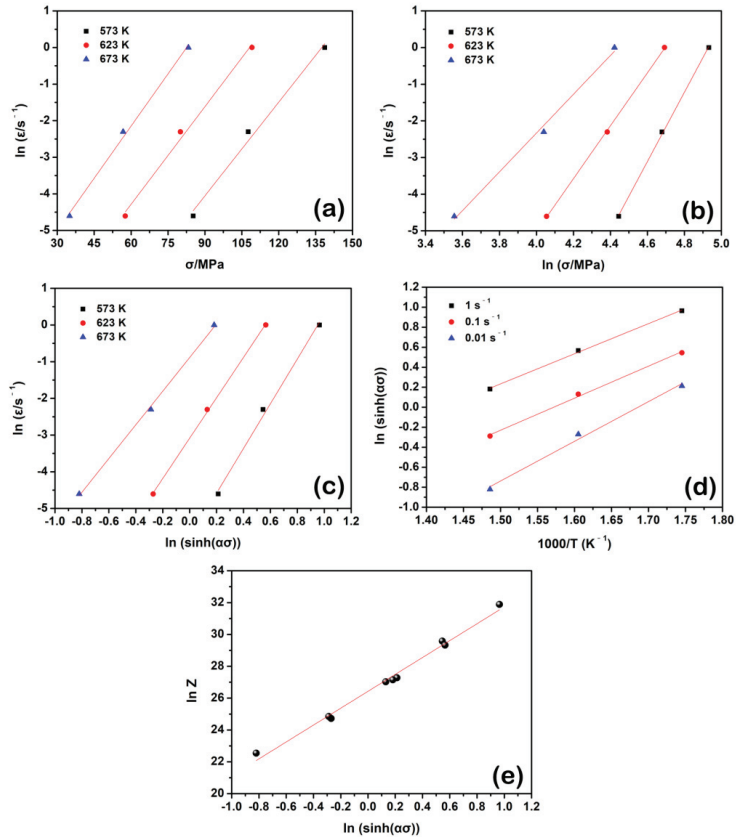 573 K
623 K
673 K
ln (ε/s⁻¹)
1
0
-1
-2
-3
-4
-5
30 45 60 75 90 105 120 135 150
σ/MPa
(a)
573 K
623 K
673 K
ln (ε/s⁻¹)
1
0
-1
-2
-3
-4
-5
3.4 3.6 3.8 4.0 4.2 4.4 4.6 4.8 5.0
ln (σ/MPa)
(b)
573 K
623 K
673 K
ln (ε/s⁻¹)
1
0
-1
-2
-3
-4
-5
-1.0 -0.8 -0.6 -0.4 -0.2 0.0 0.2 0.4 0.6 0.8 1.0 1.2
ln (sinh(ασ))
(c)
1 s⁻¹
0.1 s⁻¹
0.01 s⁻¹
ln (sinh(ασ))
1.2
1.0
0.8
0.6
0.4
0.2
0.0
-0.2
-0.4
-0.6
-0.8
-1.0
1.40 1.45 1.50 1.55 1.60 1.65 1.70 1.75 1.80
1000/T (K⁻¹)
(d)
ln Z
34
32
30
28
26
24
22
20
-1.0 -0.8 -0.6 -0.4 -0.2 0.0 0.2 0.4 0.6 0.8 1.0 1.2
ln (sinh(ασ))
(e)